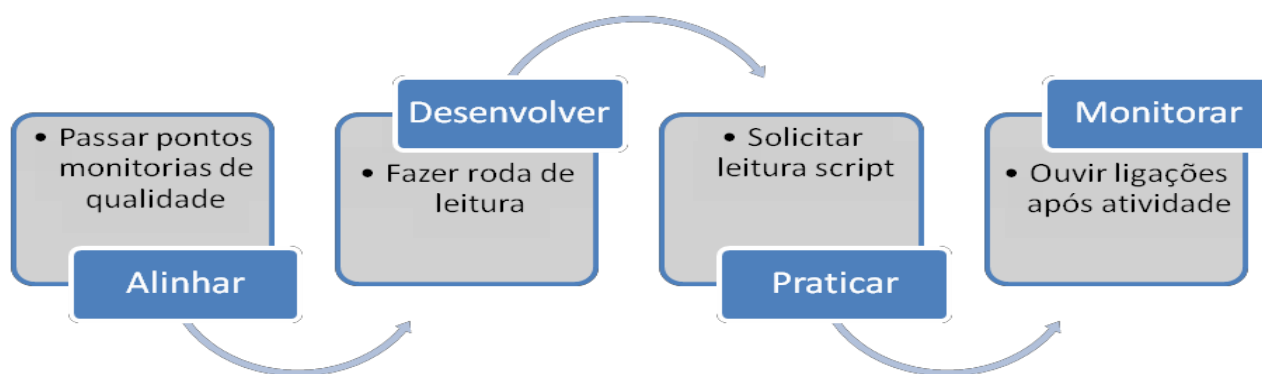 • Passar pontos
monitorias de
qualidade
Alinhar
Desenvolver
• Fazer roda de
leitura
• Solicitar
leitura script
Praticar
Monitorar
• Ouvir ligações
após atividade